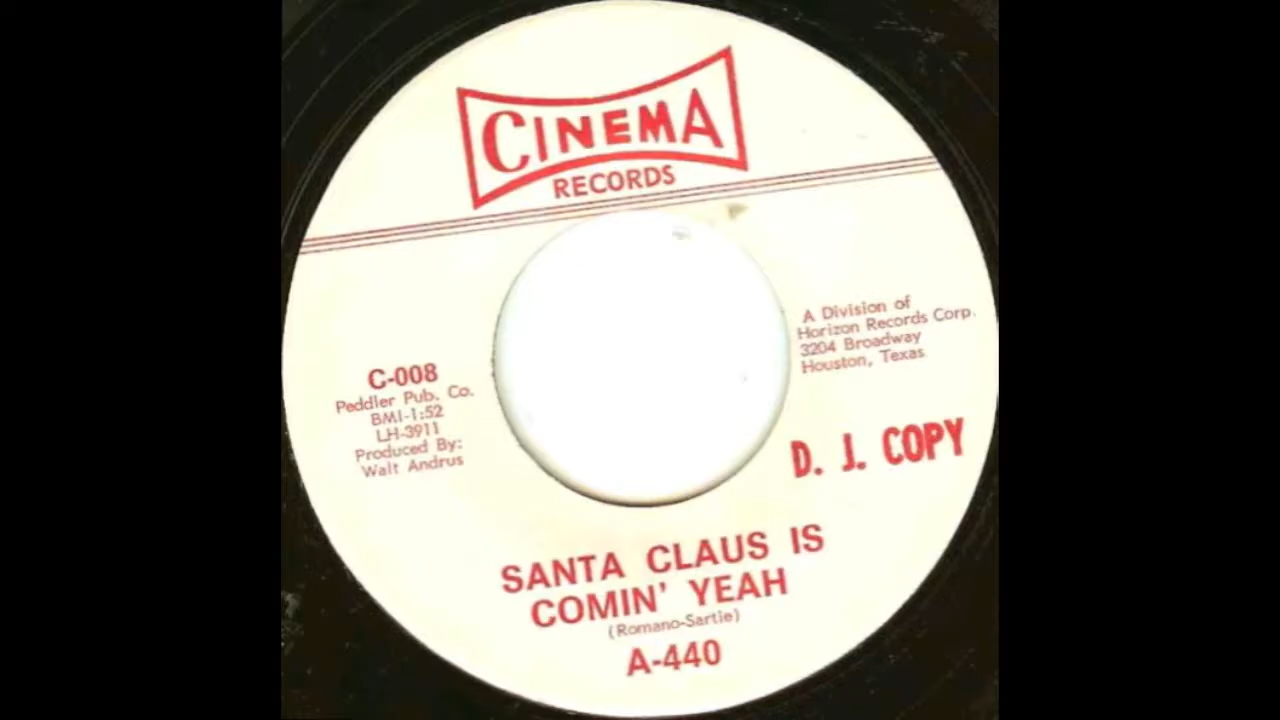 CINEMA
RECORDS
A Division of
Horizon Records Corp.
3204 Broadway
Houston, Texas
C-008
Peddler Pub. Co.
BMI-1:52
LH-3911
Produced By:
Walt Andrus
D. J. COPY
SANTA CLAUS IS
COMIN' YEAH
(Romano-Sartie)
A-440